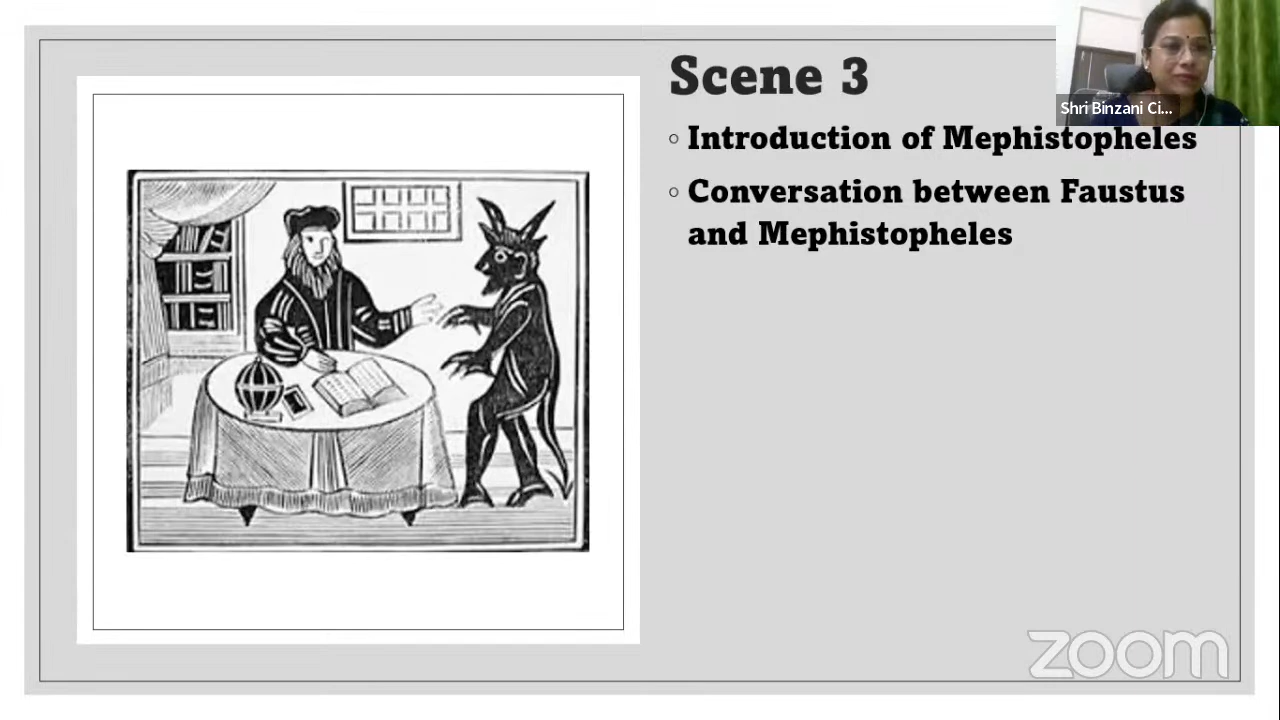 Scene 3
Shri Binzani Ci...
Introduction of Mephistopheles
Conversation between Faustus
and Mephistopheles
zoom